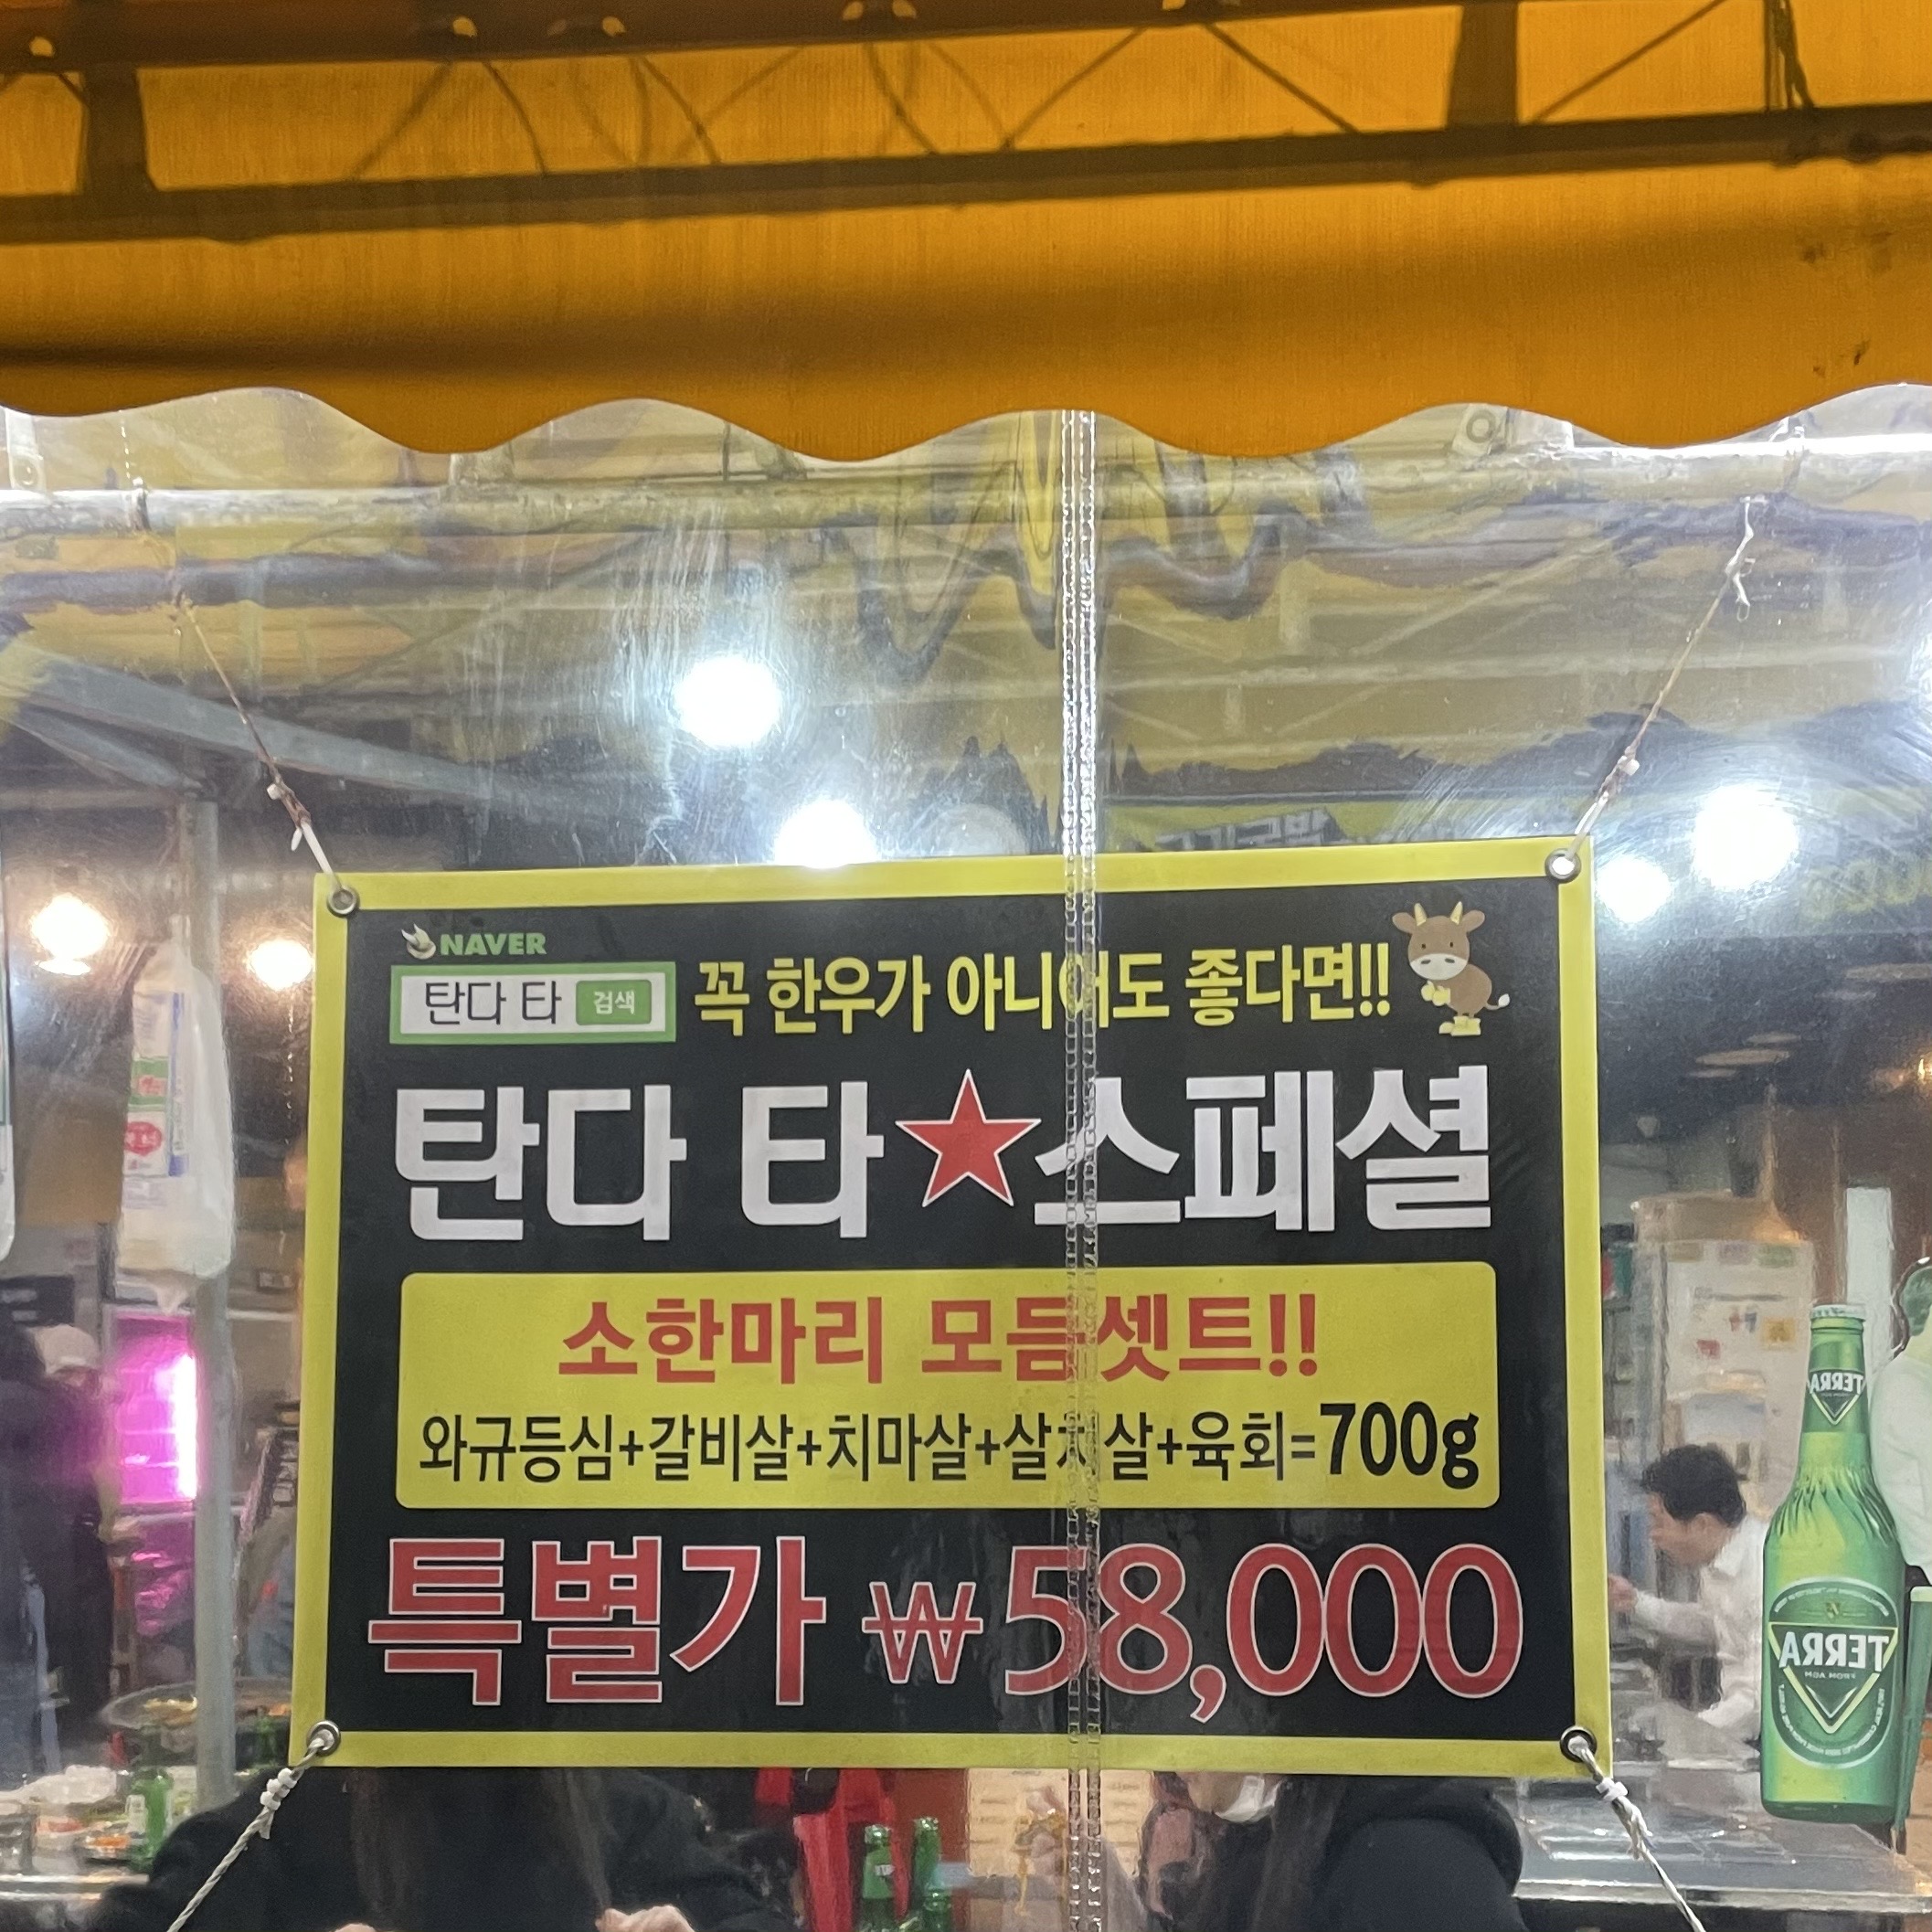 NAVER
탄다 타 검색
꼭 한우가 아니어도 좋다면!!
탄다 타★스페셜
소한마리 모듬셋트!!
와규등심+갈비살+치마살+살치살+육회=700g
특별가 ₩58,000
TERRA
TERRA